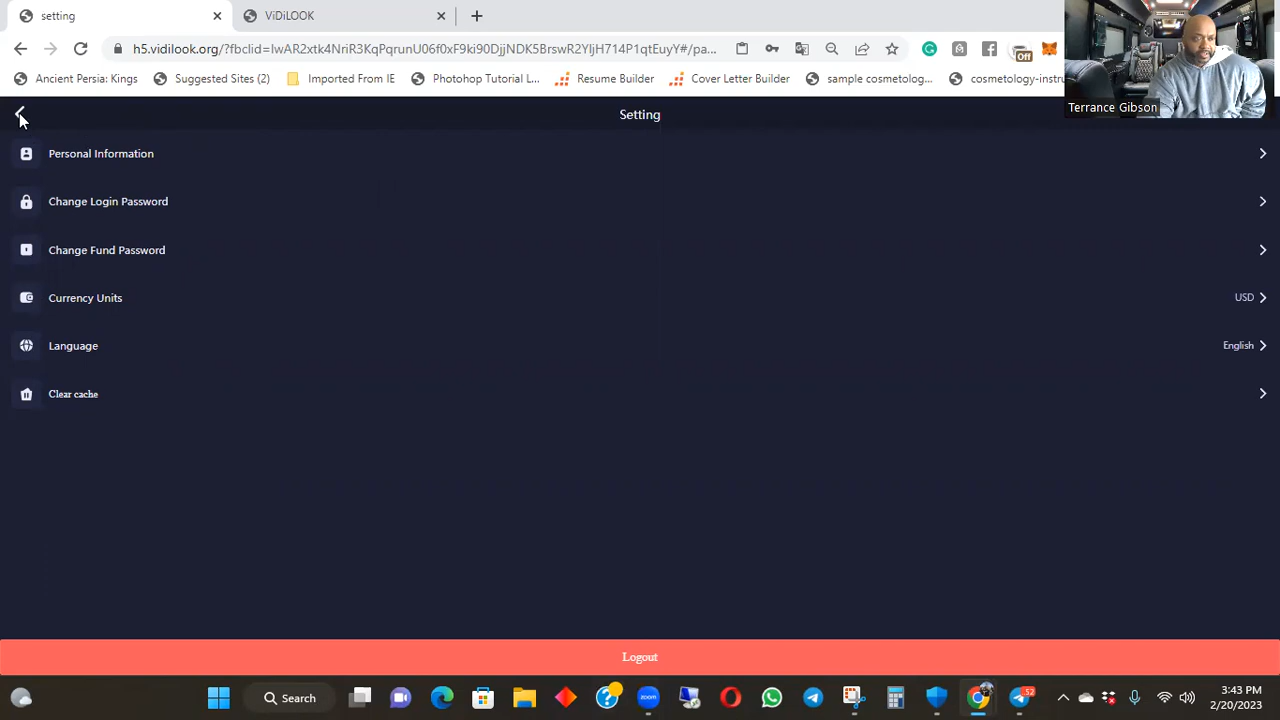 setting
ViDiLOOK
h5.vidilook.org/?fbclid=IwAR2xtk4NriR3KqPqrunU06f0xF9ki90DJjNDK5BrswR2YIjH714P1qtEuyY#/pa...
Ancient Persia: Kings
Suggested Sites (2)
Imported From IE
Photohop Tutorial L...
Resume Builder
Cover Letter Builder
sample cosmetolog...
cosmetology-instru
Off
Terrance Gibson
Setting
Personal Information
Change Login Password
Change Fund Password
Currency Units
USD
Language
English
Clear cache
Logout
Search
52
3:43 PM
2/20/2023